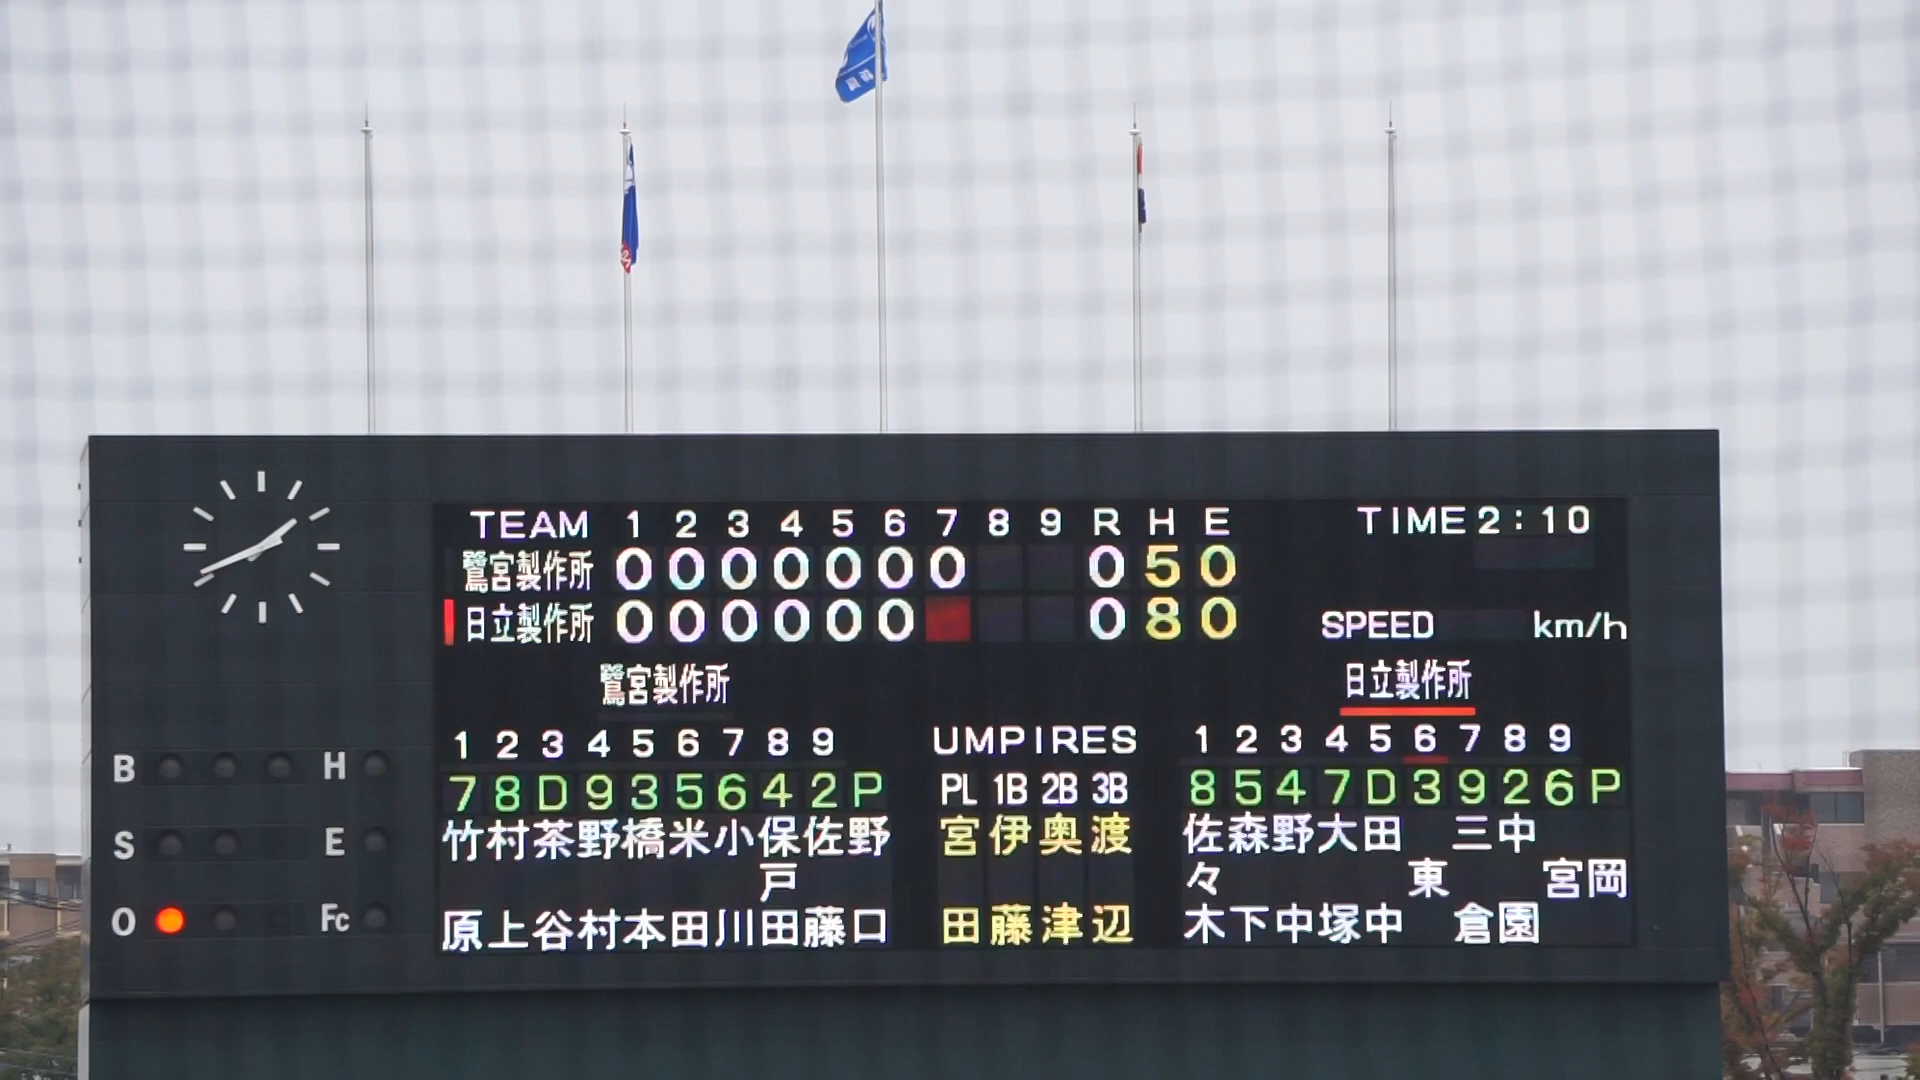 TEAM 1 2 3 4 5 6 7 8 9 R H E TIME 2:10
鷺宮製作所 0 0 0 0 0 0 0 0 5 0
日立製作所 0 0 0 0 0 0 0 8 0 SPEED km/h
鷺宮製作所 日立製作所
1 2 3 4 5 6 7 8 9 UMPIRES 1 2 3 4 5 6 7 8 9
B H 7 8 D 9 3 5 6 4 2 P PL 1B 2B 3B 8 5 4 7 D 3 9 2 6 P
S E 竹村茶野橋米小保佐野 宮伊奥渡 佐森野大田 三中
戸 々 東 宮岡
O Fc 原上谷村本田川田藤口 田藤津辺 木下中塚中 倉園